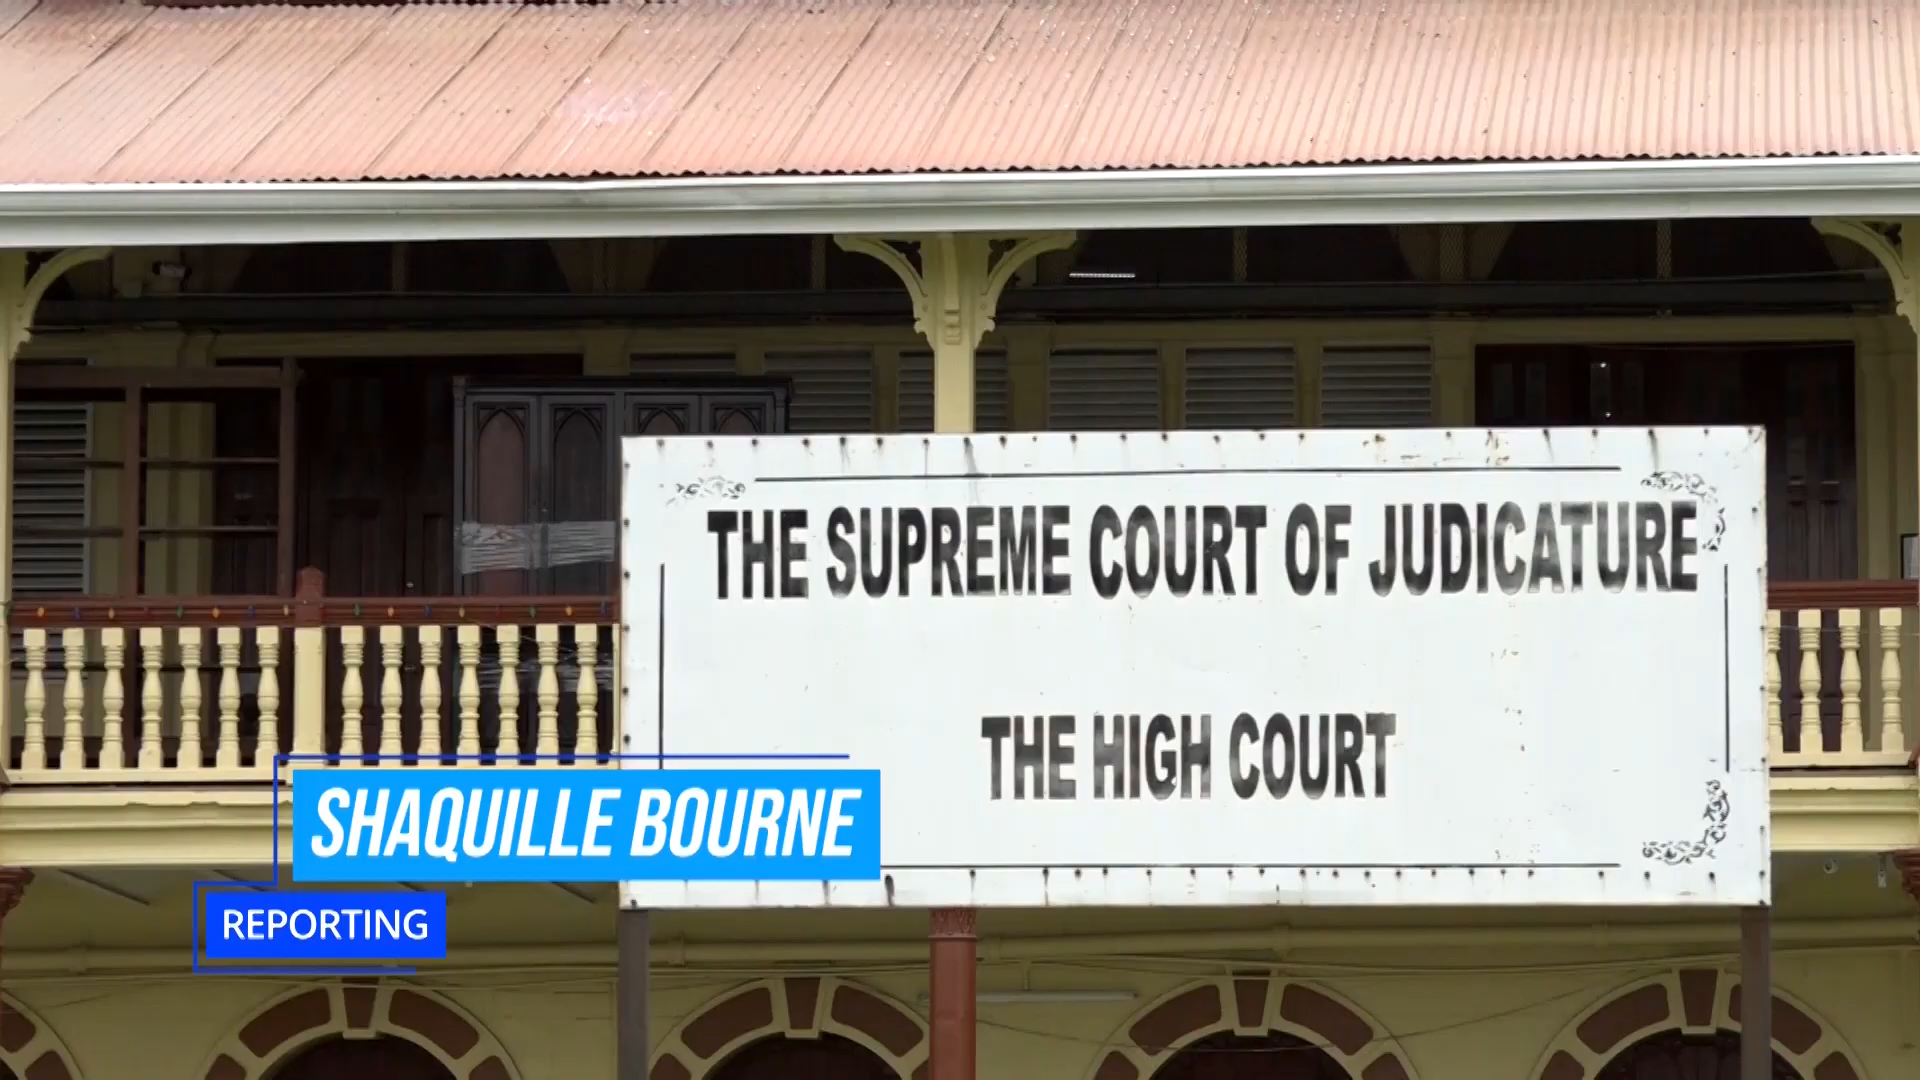 THE SUPREME COURT OF JUDICATURE
THE HIGH COURT
SHAQUILLE BOURNE
REPORTING